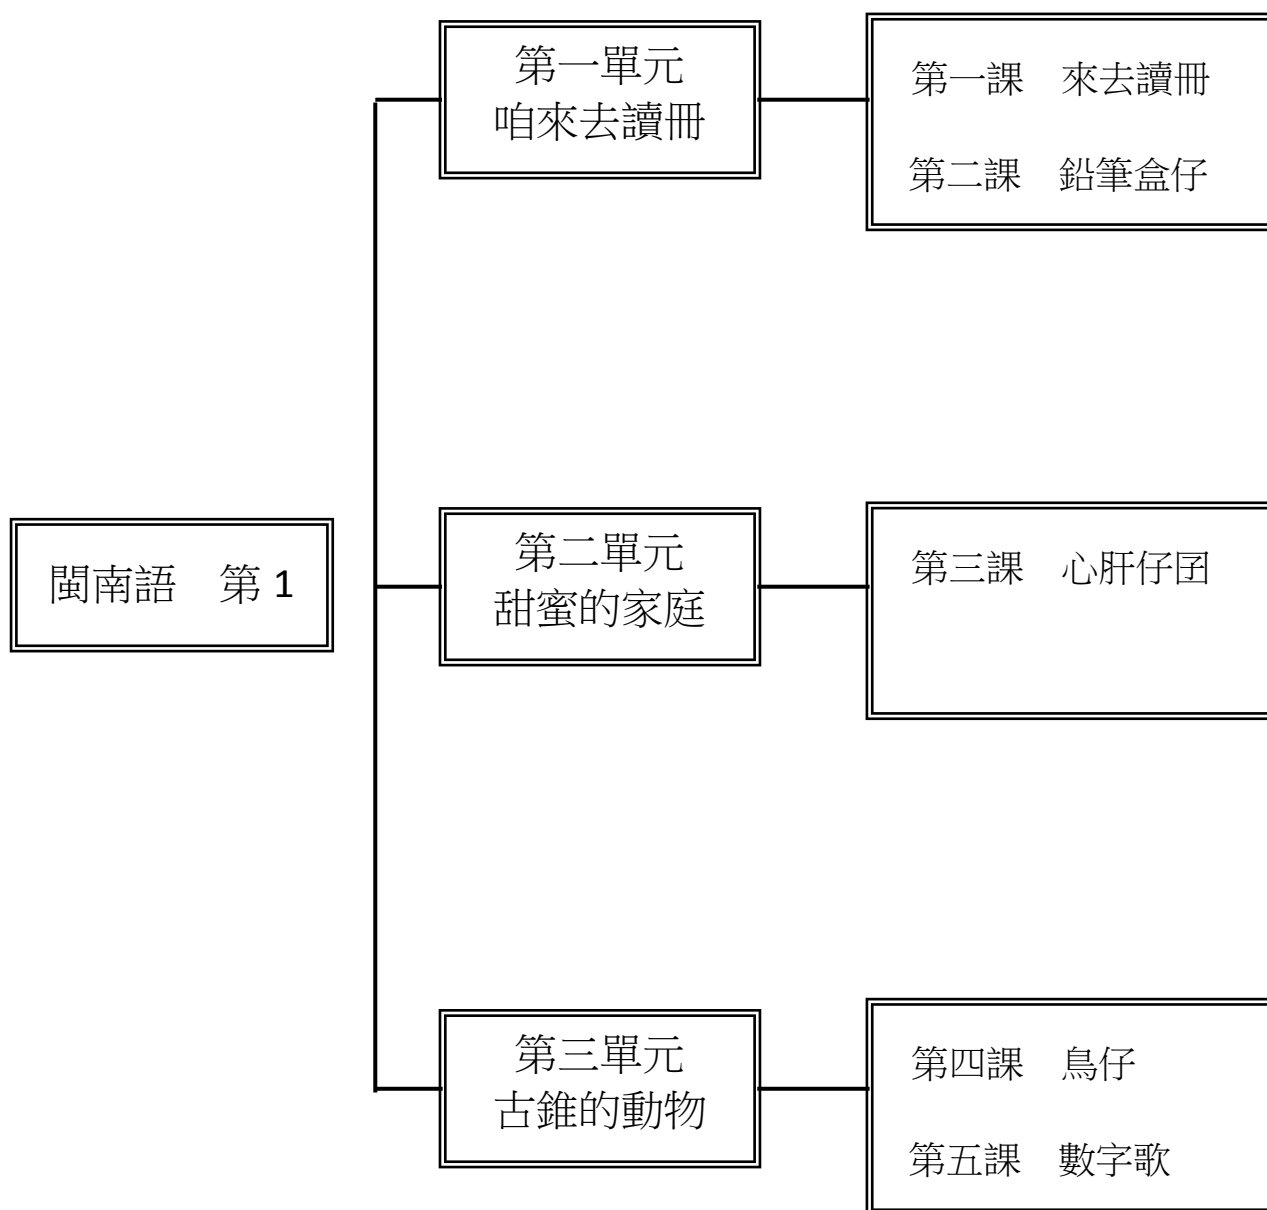 第一單元
咱來去讀冊
第一課　來去讀冊
第二課　鉛筆盒仔
閩南語　第 1
第二單元
甜蜜的家庭
第三課　心肝仔囝
第三單元
古錐的動物
第四課　鳥仔
第五課　數字歌